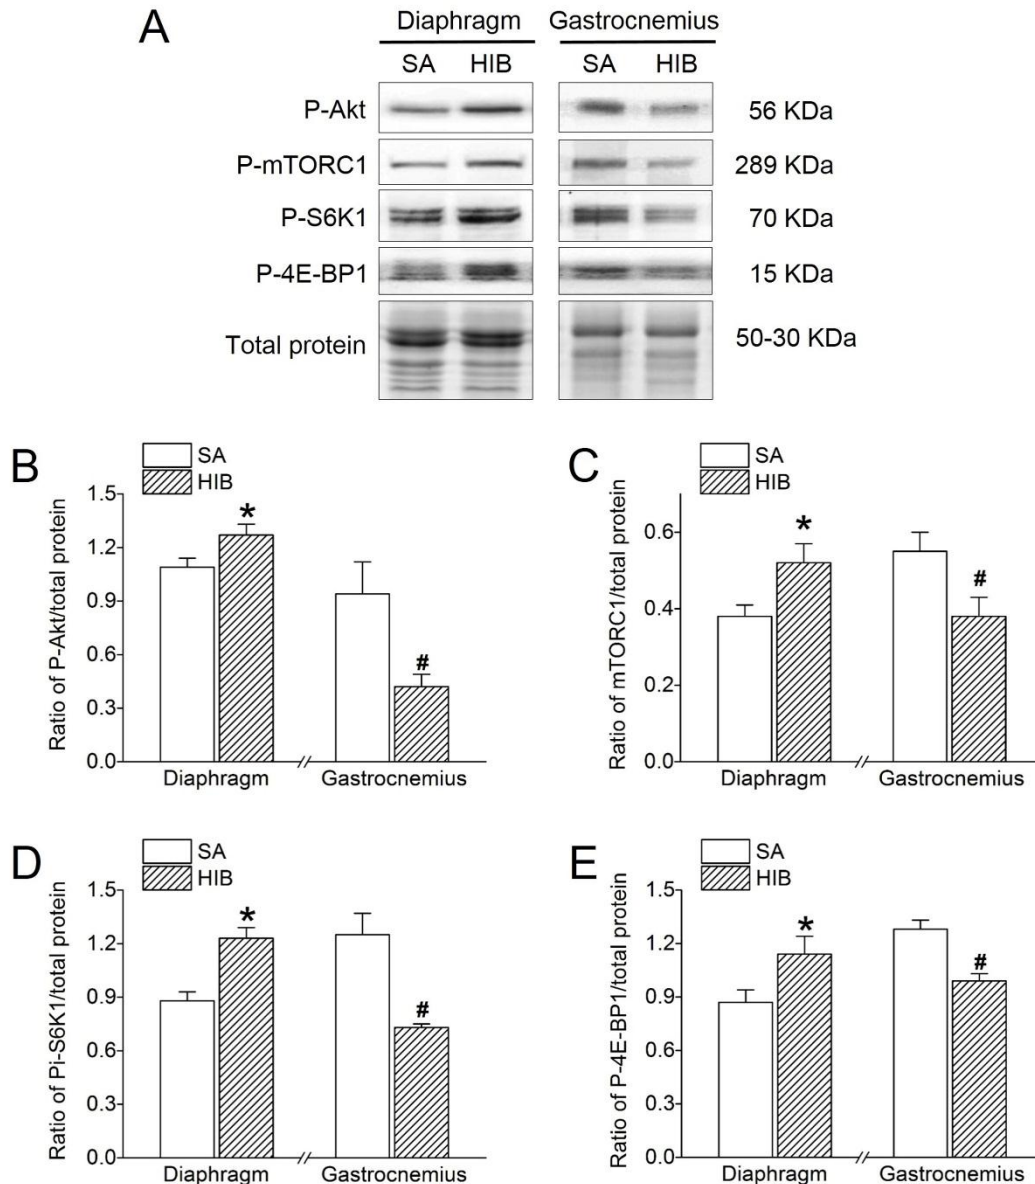 A
Diaphragm Gastrocnemius
SA HIB SA HIB
P-Akt 56 KDa
P-mTORC1 289 KDa
P-S6K1 70 KDa
P-4E-BP1 15 KDa
Total protein 50-30 KDa
B
SA
HIB
Ratio of P-Akt/total protein
1.5
1.2
0.9
0.6
0.3
0.0
*
#
Diaphragm // Gastrocnemius
C
SA
HIB
Ratio of mTORC1/total protein
0.6
0.4
0.2
*
#
Diaphragm // Gastrocnemius
D
SA
HIB
Ratio of Pi-S6K1/total protein
1.5
1.2
0.9
0.6
0.3
0.0
*
#
Diaphragm // Gastrocnemius
E
SA
HIB
Ratio of P-4E-BP1/total protein
1.5
1.2
0.9
0.6
0.3
0.0
*
#
Diaphragm // Gastrocnemius